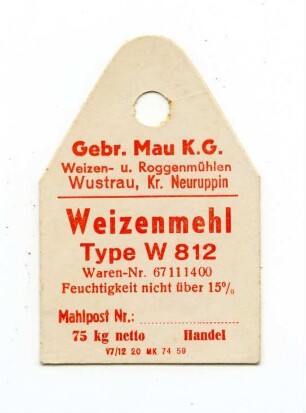 Gebr. Mau K.G.
Weizen- u. Roggenmühlen
Wustrau, Kr. Neuruppin
Weizenmehl
Type W 812
Waren-Nr. 67111400
Feuchtigkeit nicht über 15%
Mahlpost Nr.:
75 kg netto Handel
V7/12 20 MK 74 59